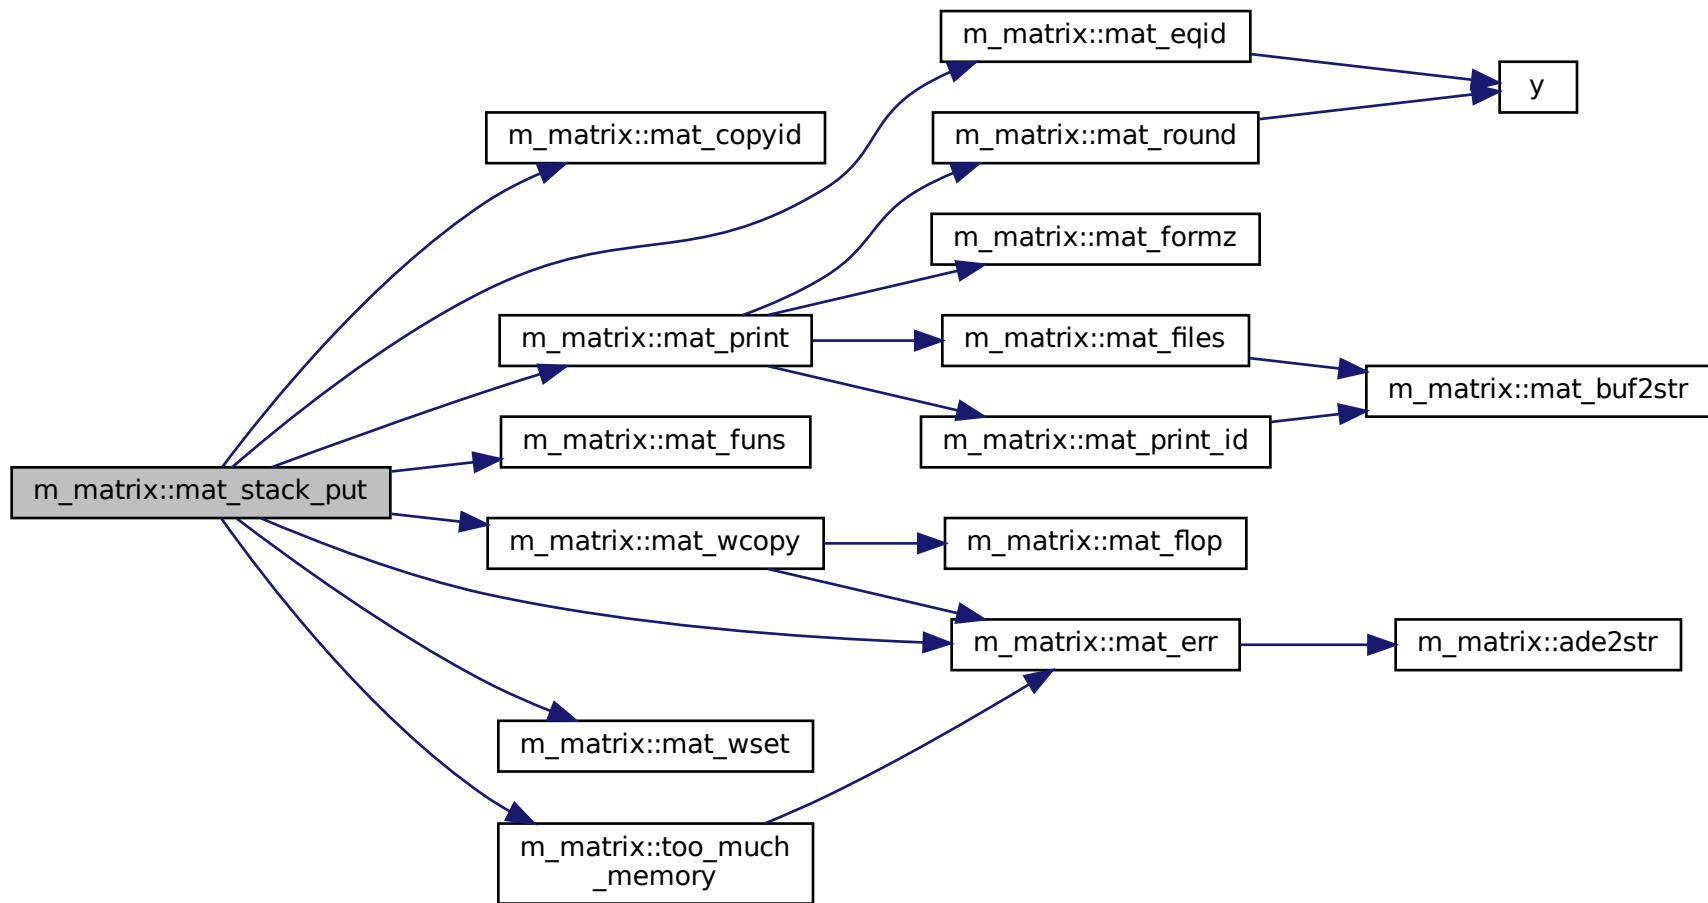 m_matrix::mat_eqid
y
m_matrix::mat_copyid
m_matrix::mat_round
m_matrix::mat_formz
m_matrix::mat_print
m_matrix::mat_files
m_matrix::mat_buf2str
m_matrix::mat_funs
m_matrix::mat_print_id
m_matrix::mat_stack_put
m_matrix::mat_wcopy
m_matrix::mat_flop
m_matrix::mat_err
m_matrix::ade2str
m_matrix::mat_wset
m_matrix::too_much
_memory